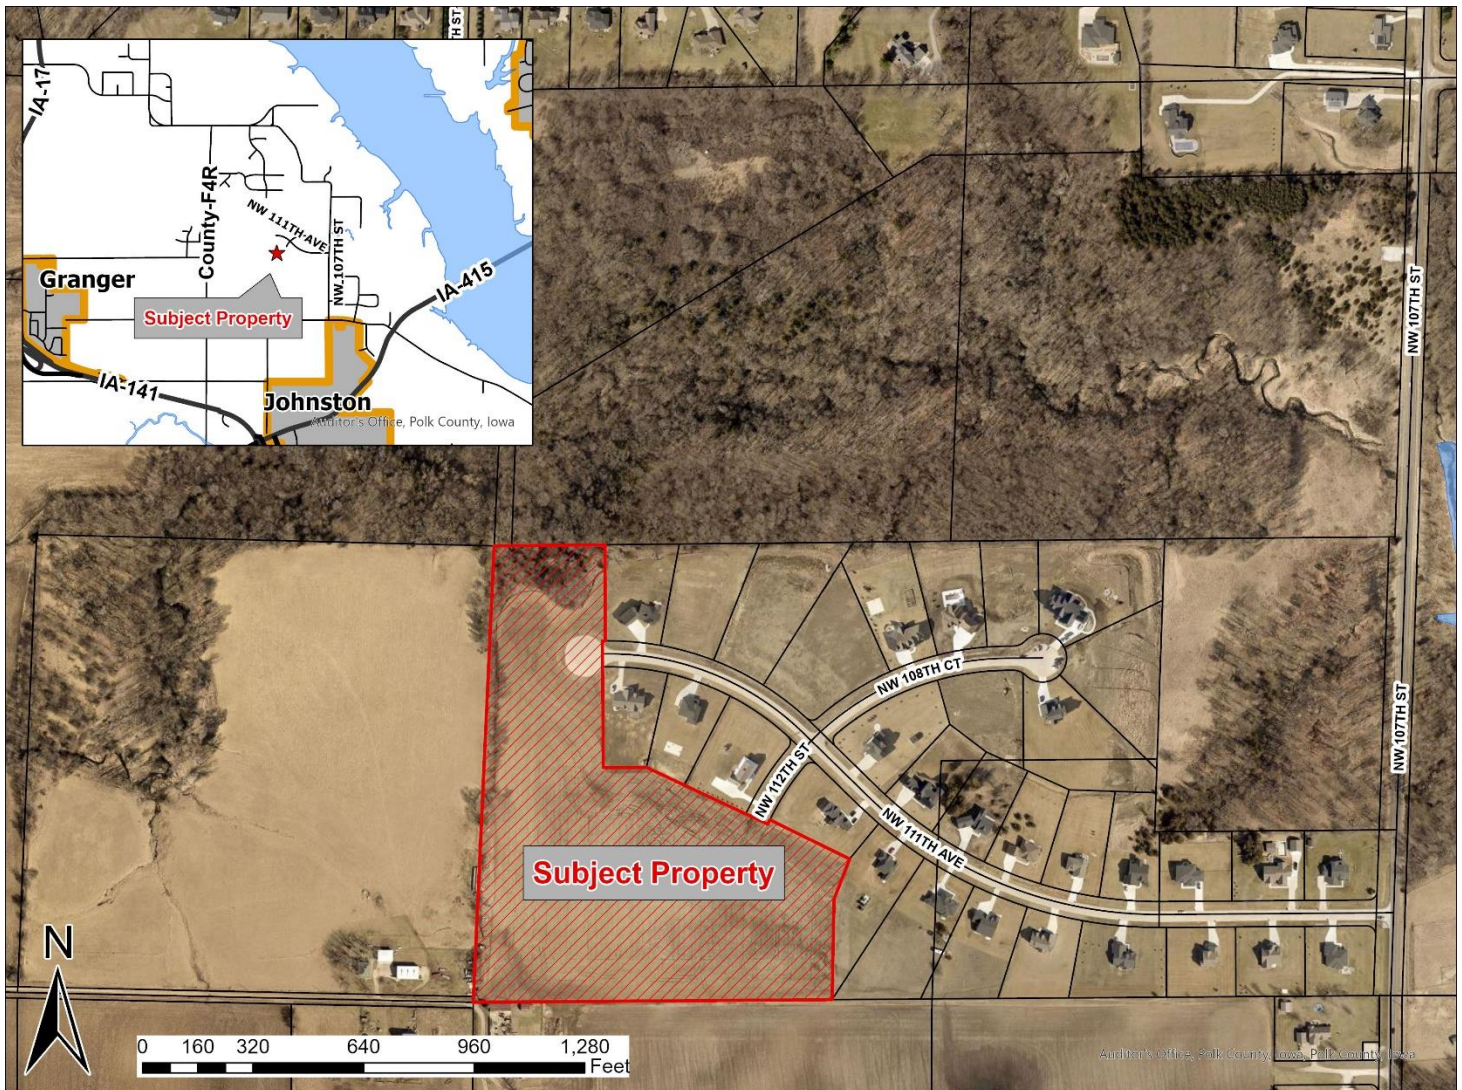 TH ST
IA-17
County-F4R
NW 111TH AVE
NW 107TH ST
IA-415
Granger
Subject Property
IA-141
Johnston
Auditor's Office, Polk County, Iowa
NW 107TH ST
NW 108TH CT
NW 107TH ST
NW 112TH ST
NW 111TH AVE
Subject Property
N
0 160 320 640 960 1,280
Feet
Auditor's Office, Polk County, Iowa, Polk County, Iowa